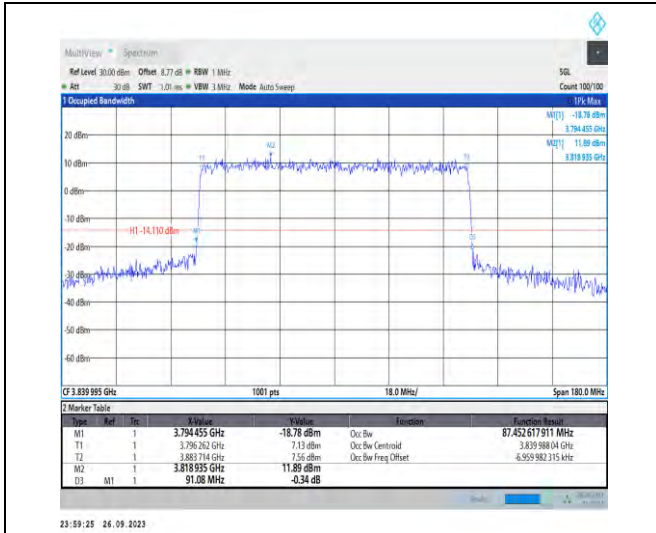 MultiView Spectrum
Ref Level 30.00 dBm Offset 8.77 dB RBW 1 MHz SGL
Att 30 dB SWT 1.01 ms VBW 3 MHz Mode Auto Sweep Count 100/100
1 Occupied Bandwidth 1Pk Max
M1[1] -18.78 dBm
3.794 455 GHz
M2[1] 11.89 dBm
3.818 935 GHz
20 dBm
M2
T1
T2
10 dBm
0 dBm
-10 dBm
H1 -14.110 dBm
M1
D3
-20 dBm
-30 dBm
-40 dBm
-50 dBm
-60 dBm
CF 3.839 995 GHz 1001 pts 18.0 MHz/ Span 180.0 MHz
2 Marker Table
Type Ref Trc X-Value Y-Value Function Function Result
M1 1 3.794 455 GHz -18.78 dBm Occ Bw 87.452 617 911 MHz
T1 1 3.796 262 GHz 7.13 dBm Occ Bw Centroid 3.839 988 04 GHz
T2 1 3.883 714 GHz 7.56 dBm Occ Bw Freq Offset -6.959 982 315 kHz
M2 1 3.818 935 GHz 11.89 dBm
D3 M1 1 91.08 MHz -0.34 dB
23:59:25 26.09.2023